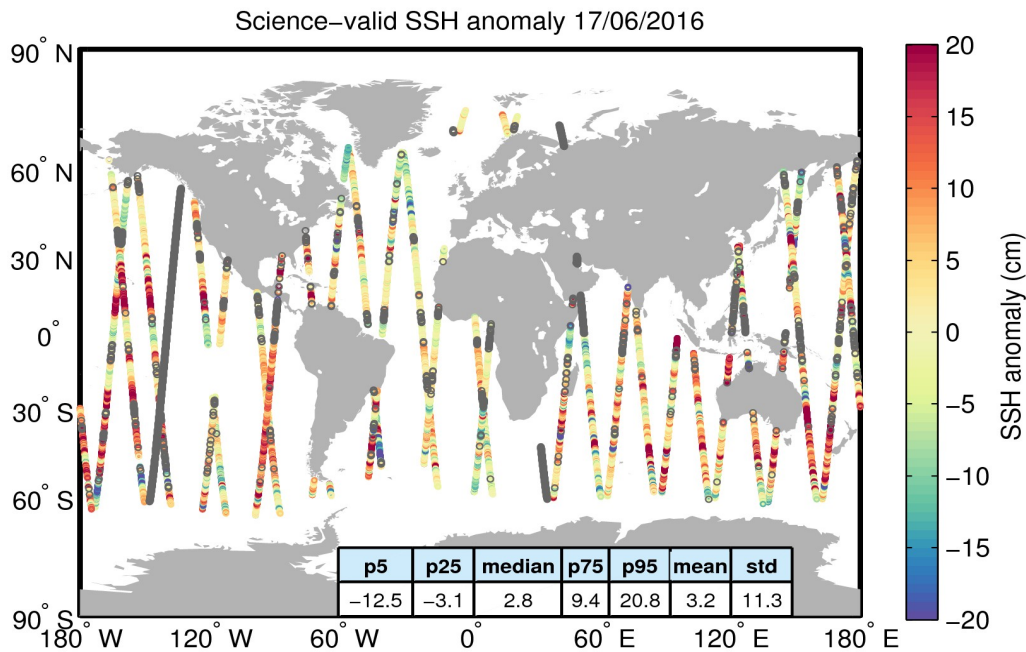 Science−valid SSH anomaly 17/06/2016
90° N
60° N
30° N
0°
30° S
60° S
90° S
180° W
120° W
60° W
0°
60° E
120° E
180° E
p5 p25 median p75 p95 mean std
−12.5 −3.1 2.8 9.4 20.8 3.2 11.3
20
15
10
5
0
−5
−10
−15
−20
SSH anomaly (cm)